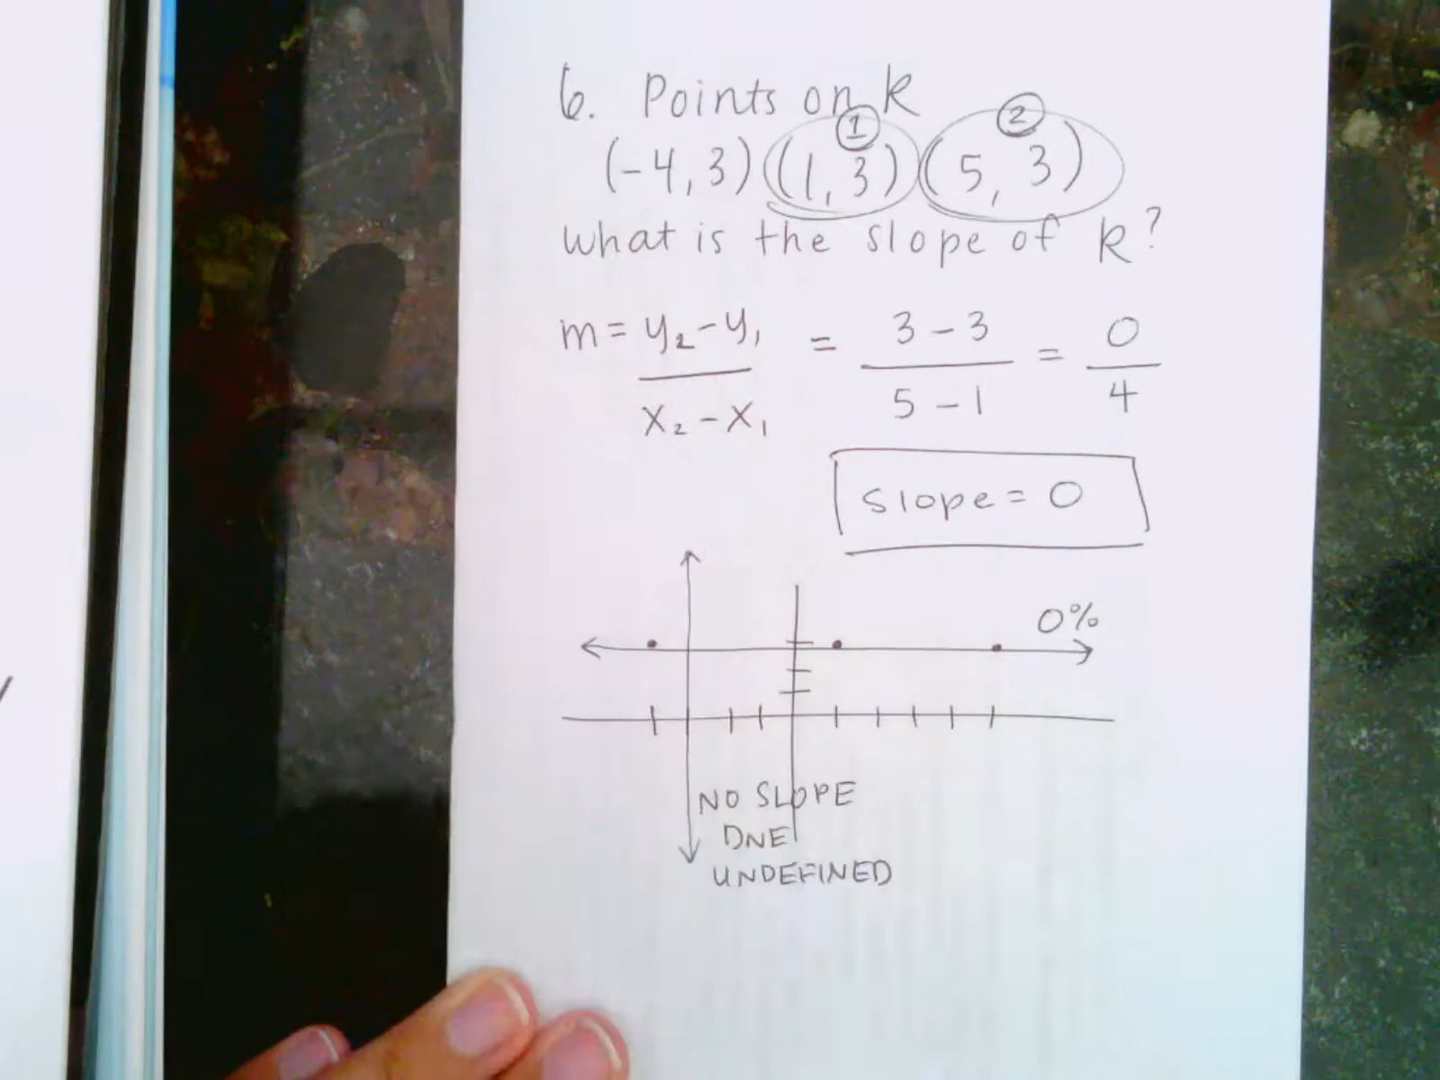 6. Points on k
(-4, 3) (1, 3) (5, 3)
1 2
what is the slope of k?
m = y₂ - y₁ / x₂ - x₁ = 3 - 3 / 5 - 1 = 0 / 4
slope = 0
0%
NO SLOPE
DNE
UNDEFINED